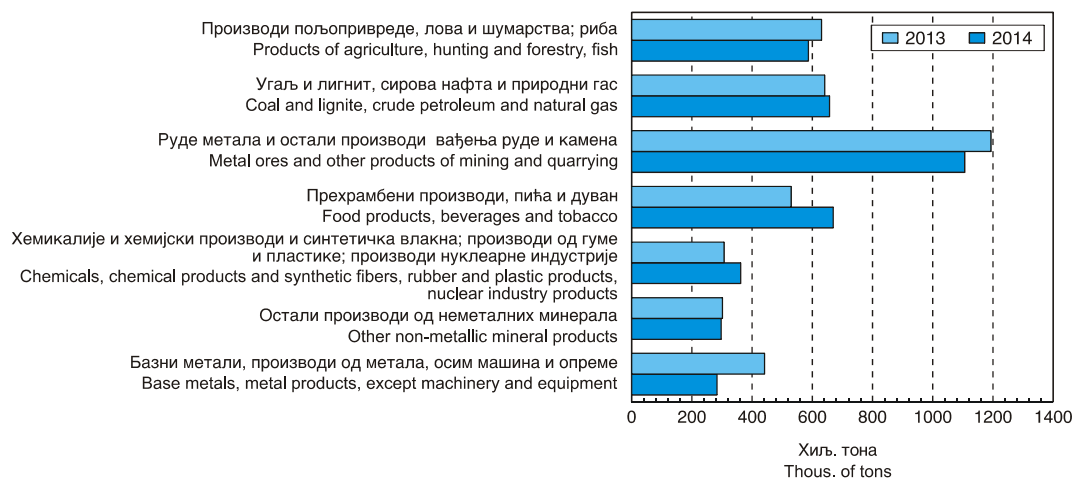 Производи пољопривреде, лова и шумарства; риба
Products of agriculture, hunting and forestry, fish
2013 2014
Угаљ и лигнит, сирова нафта и природни гас
Coal and lignite, crude petroleum and natural gas
Руде метала и остали производи вађења руде и камена
Metal ores and other products of mining and quarrying
Прехрамбени производи, пића и дуван
Food products, beverages and tobacco
Хемикалије и хемијски производи и синтетичка влакна; производи од гуме
и пластике; производи нуклеарне индустрије
Chemicals, chemical products and synthetic fibers, rubber and plastic products,
nuclear industry products
Остали производи од неметалних минерала
Other non-metallic mineral products
Базни метали, производи од метала, осим машина и опреме
Base metals, metal products, except machinery and equipment
0 200 400 600 800 1000 1200 1400
Хиљ. тона
Thous. of tons